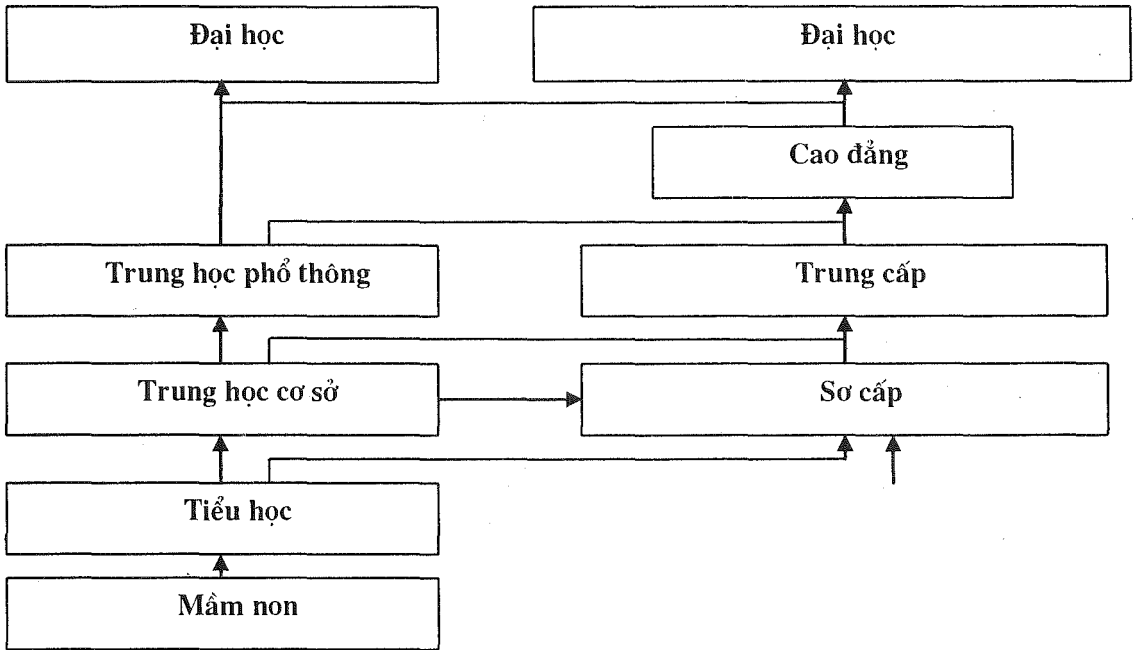 Đại học
Đại học
Cao đẳng
Trung học phổ thông
Trung cấp
Trung học cơ sở
Sơ cấp
Tiểu học
Mầm non